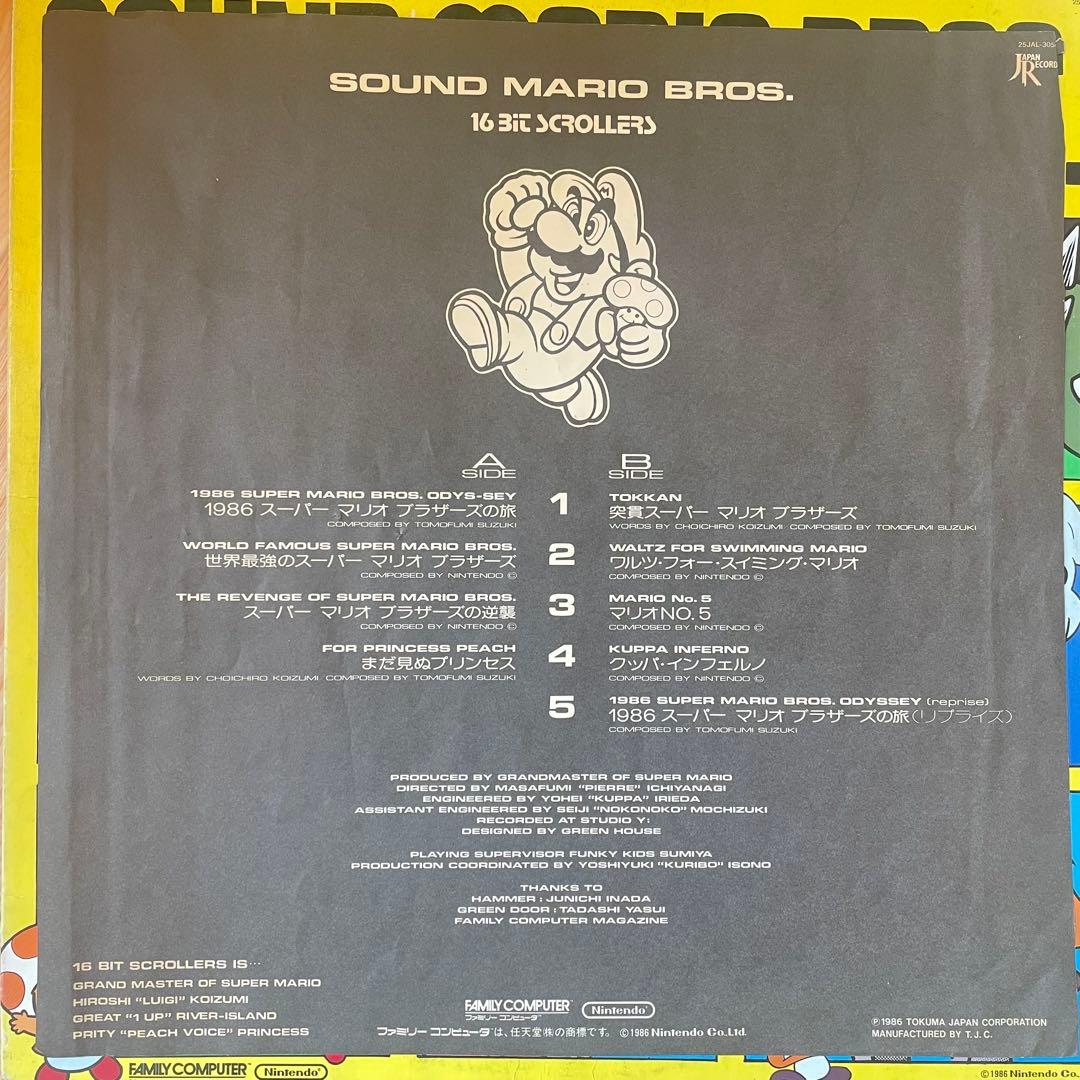 SOUND MARIO BROS.
25JAL-305
JAPAN RECORD
SOUND MARIO BROS.
16 BIT SCROLLERS
A SIDE
1986 SUPER MARIO BROS. ODYS-SEY
1986 スーパー マリオ ブラザーズの旅
COMPOSED BY TOMOFUMI SUZUKI
1
WORLD FAMOUS SUPER MARIO BROS.
世界最強のスーパー マリオ ブラザーズ
COMPOSED BY NINTENDO ©
2
THE REVENGE OF SUPER MARIO BROS.
スーパー マリオ ブラザーズの逆襲
COMPOSED BY NINTENDO ©
3
FOR PRINCESS PEACH
まだ見ぬプリンセス
WORDS BY CHOICHIRO KOIZUMI COMPOSED BY TOMOFUMI SUZUKI
4
5
B SIDE
TOKKAN
突貫スーパー マリオ ブラザーズ
WORDS BY CHOICHIRO KOIZUMI COMPOSED BY TOMOFUMI SUZUKI
WALTZ FOR SWIMMING MARIO
ワルツ・フォー・スイミング・マリオ
COMPOSED BY NINTENDO ©
MARIO No. 5
マリオNO. 5
COMPOSED BY NINTENDO ©
KUPPA INFERNO
クッパ・インフェルノ
COMPOSED BY NINTENDO ©
1986 SUPER MARIO BROS. ODYSSEY (reprise)
1986 スーパー マリオ ブラザーズの旅(リプライズ)
COMPOSED BY TOMOFUMI SUZUKI
PRODUCED BY GRANDMASTER OF SUPER MARIO
DIRECTED BY MASAFUMI "PIERRE" ICHIYANAGI
ENGINEERED BY YOHEI "KUPPA" IRIEDA
ASSISTANT ENGINEERED BY SEIJI "NOKONOKO" MOCHIZUKI
RECORDED AT STUDIO Y:
DESIGNED BY GREEN HOUSE
PLAYING SUPERVISOR FUNKY KIDS SUMIYA
PRODUCTION COORDINATED BY YOSHIYUKI "KURIBO" ISONO
THANKS TO
HAMMER : JUNICHI INADA
GREEN DOOR : TADASHI YASUI
FAMILY COMPUTER MAGAZINE
16 BIT SCROLLERS IS…
GRAND MASTER OF SUPER MARIO
HIROSHI "LUIGI" KOIZUMI
GREAT "1 UP" RIVER-ISLAND
PRITY "PEACH VOICE" PRINCESS
FAMILY COMPUTER™
ファミリー コンピュータ™
Nintendo®
ファミリー コンピュータ™は、任天堂㈱の商標です。 ©1986 Nintendo Co.Ltd.
Ⓟ1986 TOKUMA JAPAN CORPORATION
MANUFACTURED BY T.J.C.
FAMILY COMPUTER™ Nintendo®
©1986 Nintendo Co.